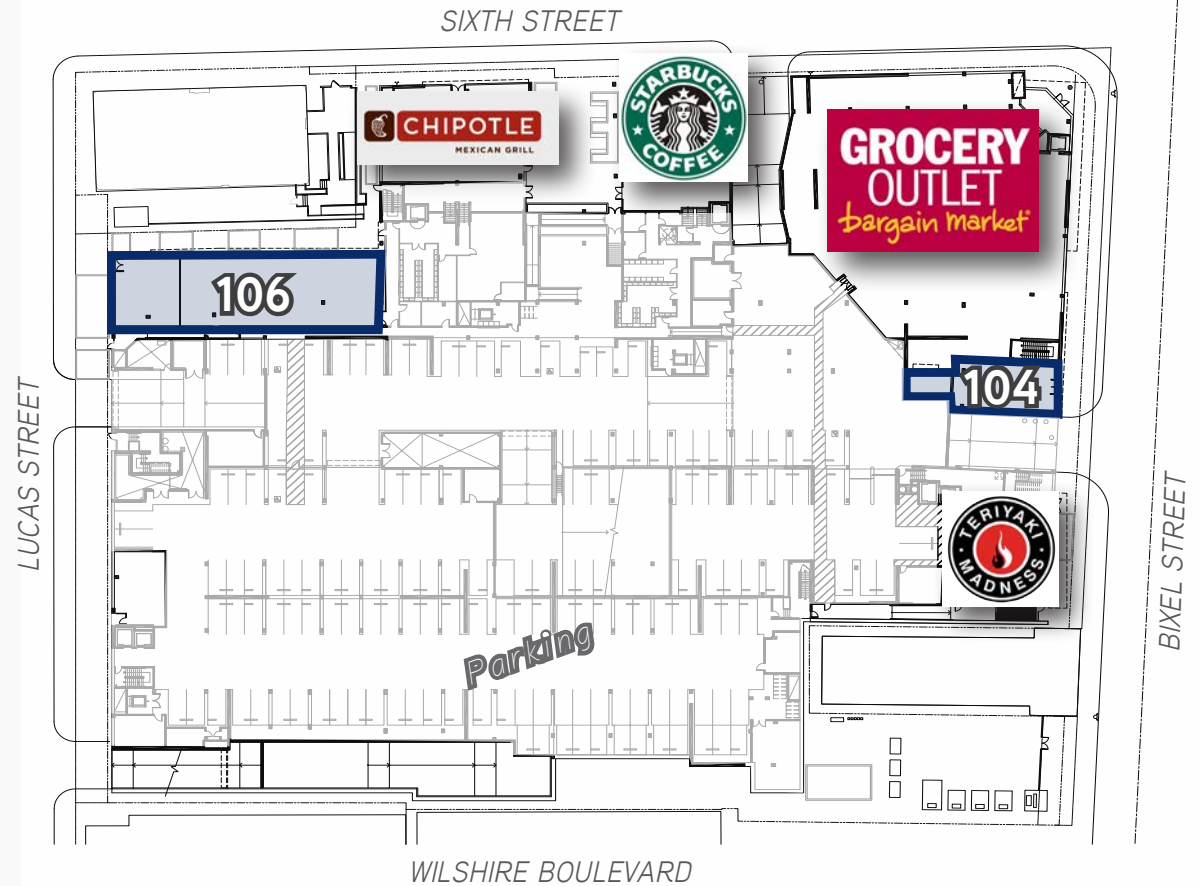 SIXTH STREET
CHIPOTLE
MEXICAN GRILL
STARBUCKS
COFFEE
GROCERY
OUTLET
bargain market
106
104
LUCAS STREET
TERIYAKI
MADNESS
BIXEL STREET
Parking
WILSHIRE BOULEVARD